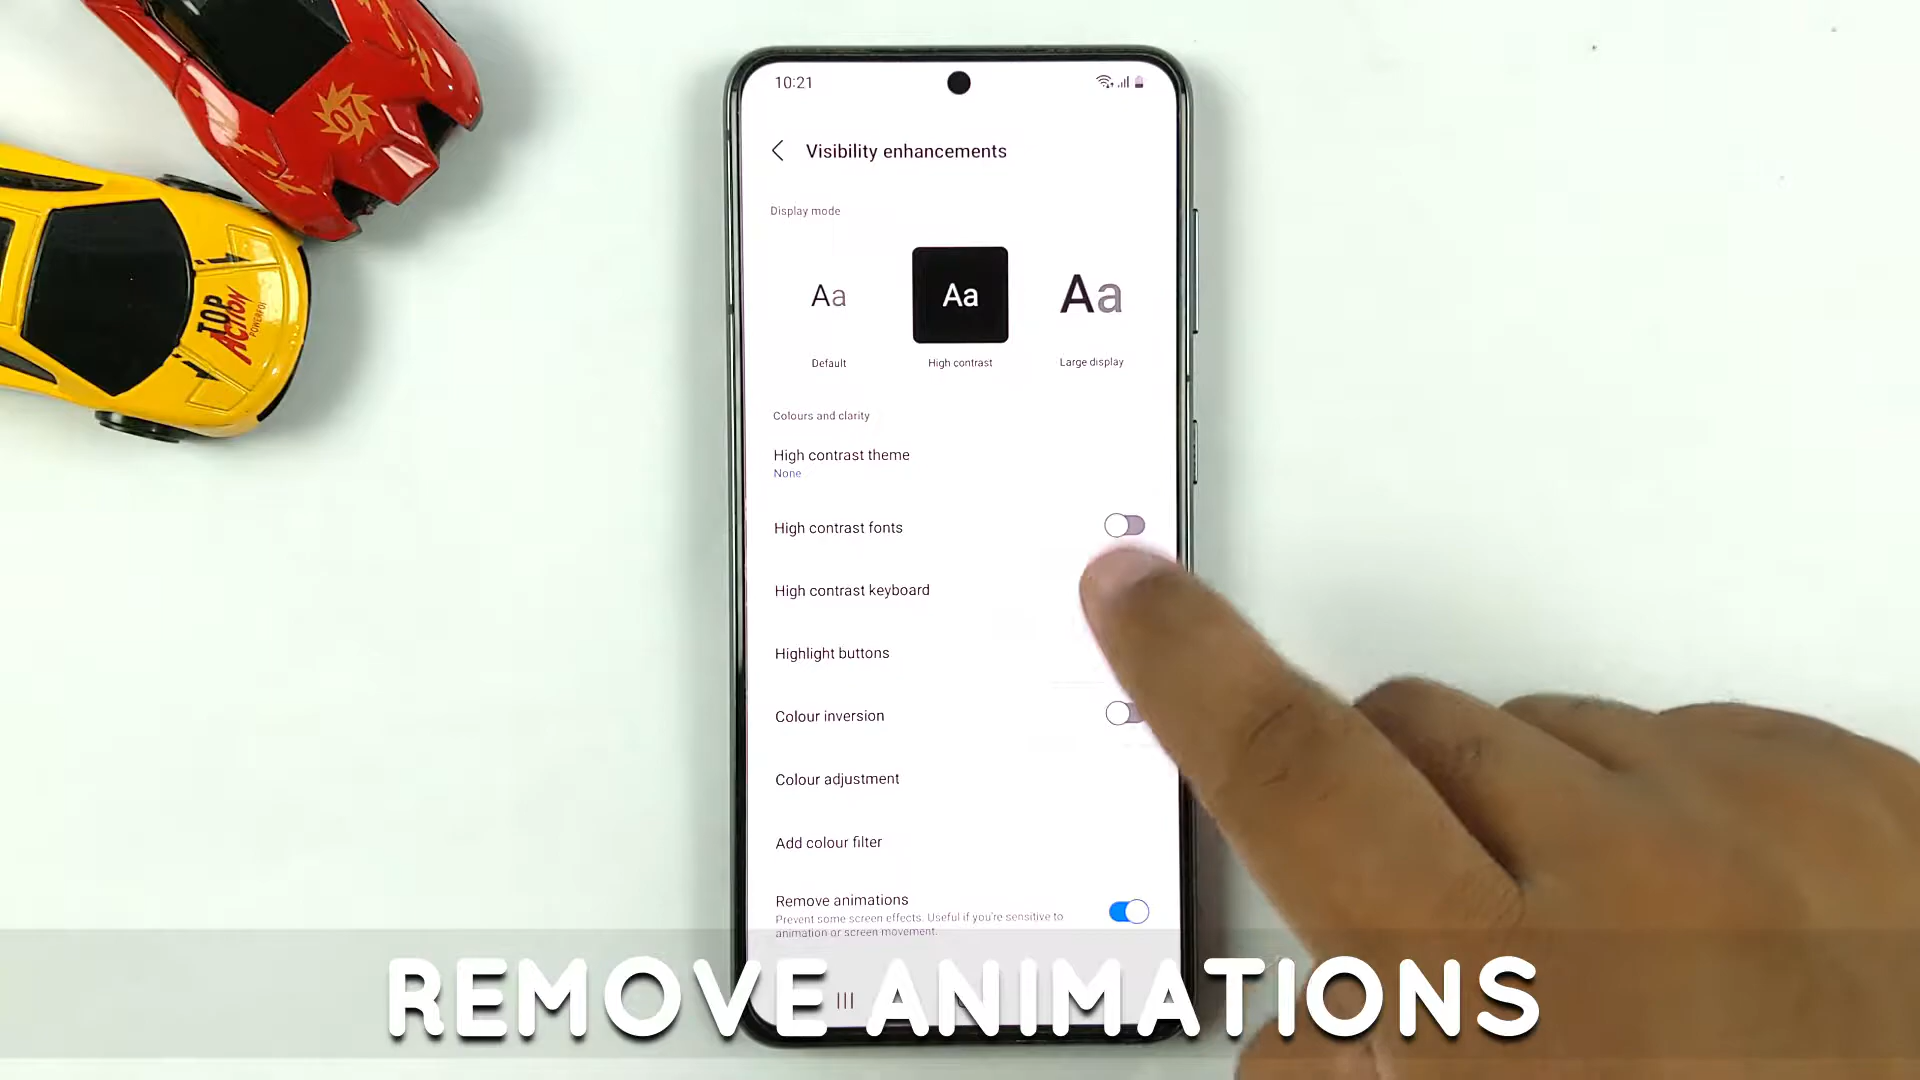 10:21
Visibility enhancements
Display mode
Aa
Aa
Aa
Default
High contrast
Large display
Colours and clarity
High contrast theme
None
High contrast fonts
High contrast keyboard
Highlight buttons
Colour inversion
Colour adjustment
Add colour filter
Remove animations
Prevent some screen effects. Useful if you're sensitive to
animation or screen movement.
REMOVE ANIMATIONS
07
TOP
ACTION
POWERFUL